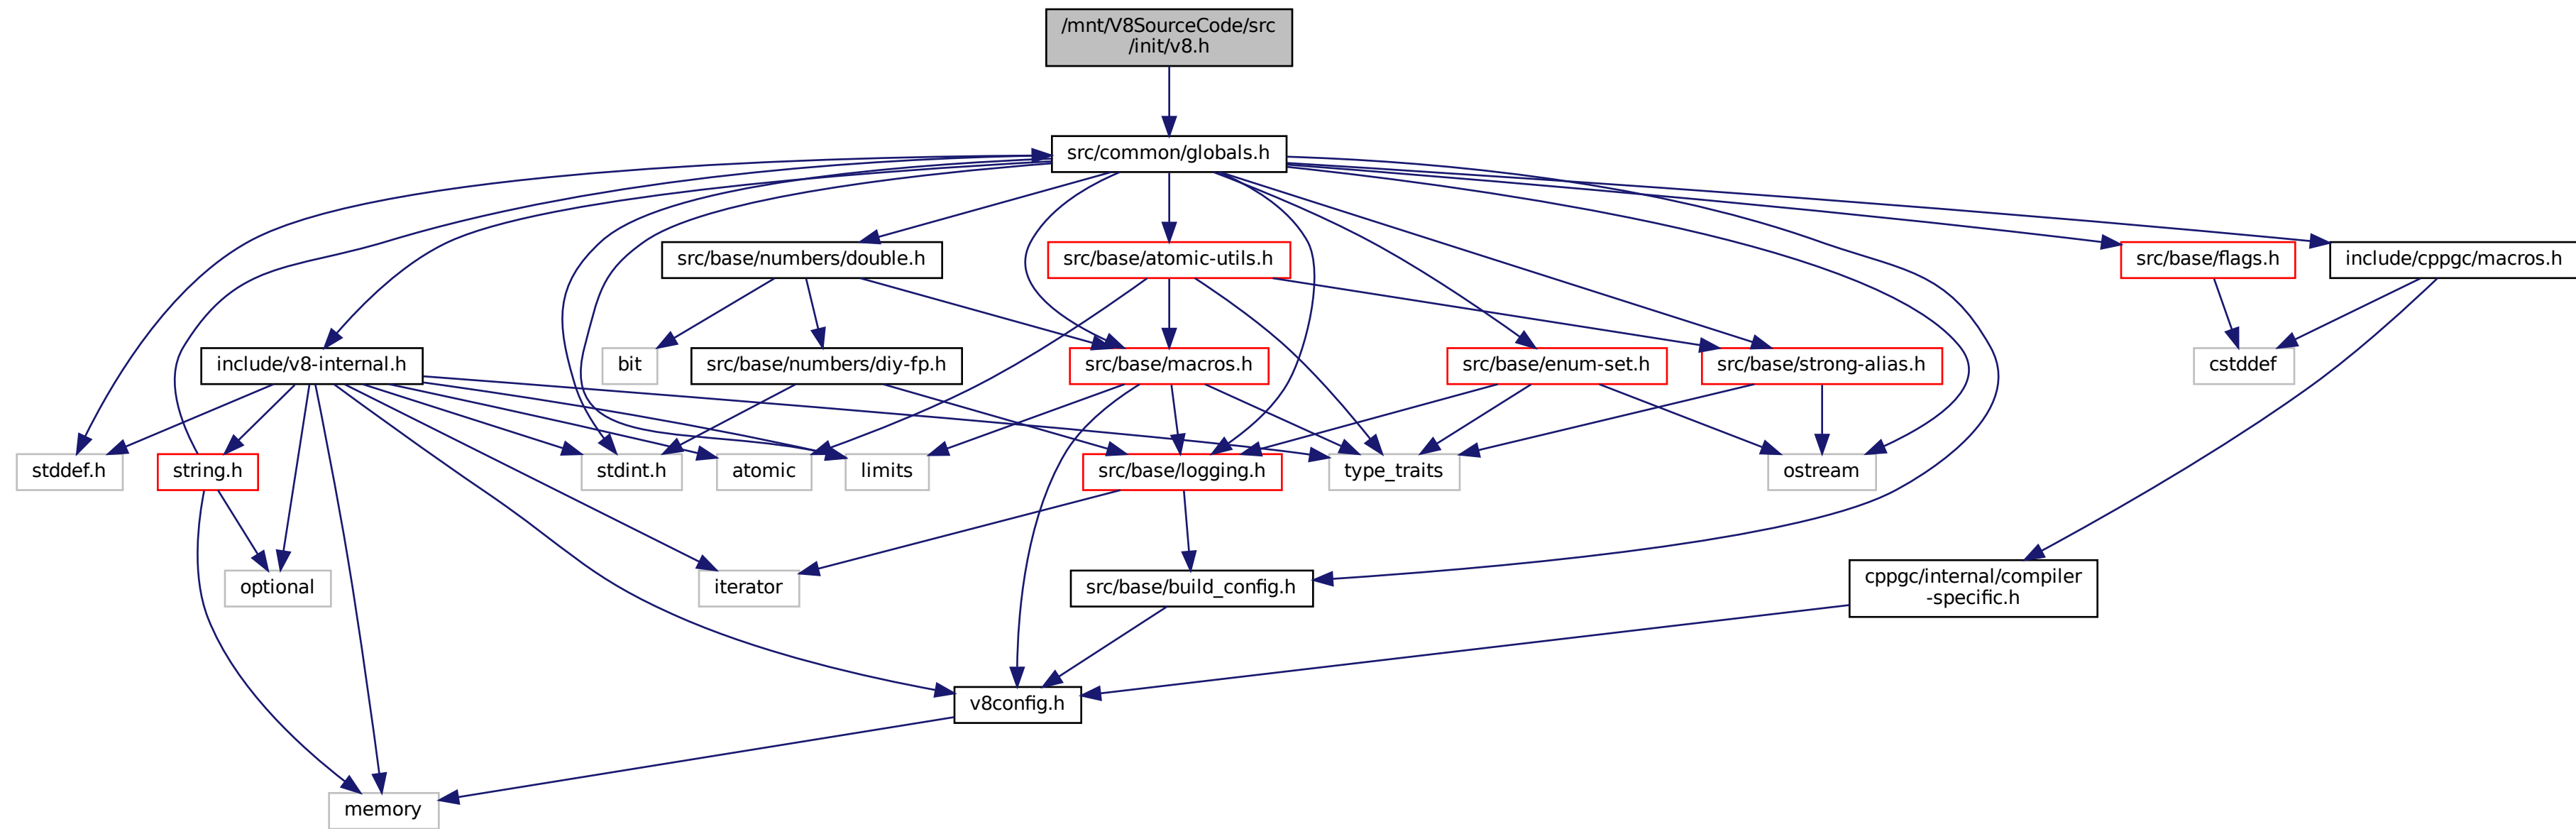 /mnt/V8SourceCode/src
/init/v8.h
src/common/globals.h
src/base/numbers/double.h
src/base/atomic-utils.h
src/base/flags.h
include/cppgc/macros.h
include/v8-internal.h
bit
src/base/numbers/diy-fp.h
src/base/macros.h
src/base/enum-set.h
src/base/strong-alias.h
cstddef
stddef.h
string.h
stdint.h
atomic
limits
src/base/logging.h
type_traits
ostream
optional
iterator
src/base/build_config.h
cppgc/internal/compiler
-specific.h
v8config.h
memory